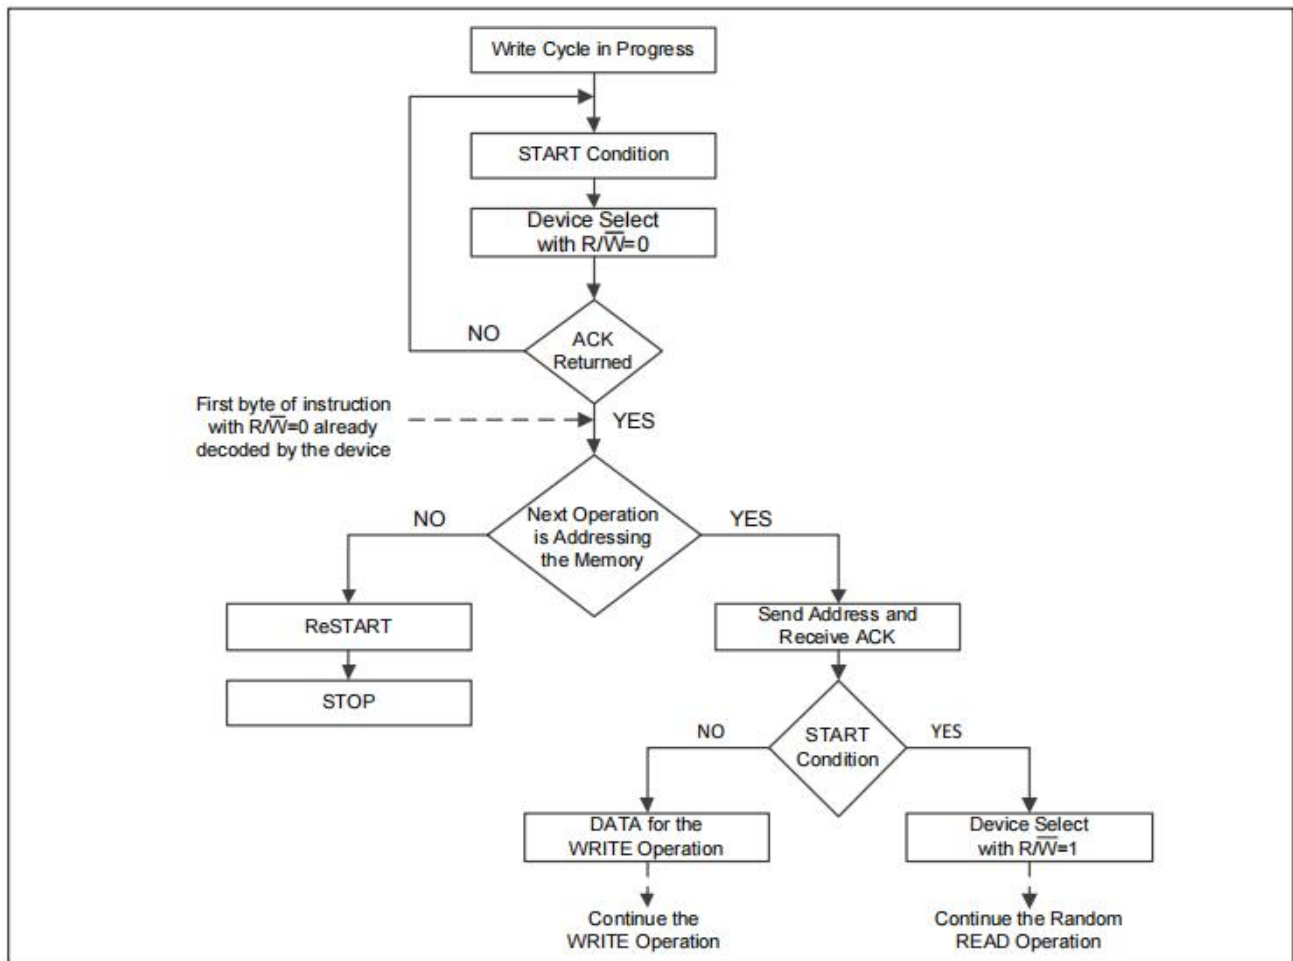 Write Cycle in Progress
START Condition
Device Select
with R/W̅=0
NO
ACK
Returned
First byte of instruction
with R/W̅=0 already
decoded by the device
YES
NO
Next Operation
is Addressing
the Memory
YES
ReSTART
Send Address and
Receive ACK
STOP
NO
START
Condition
YES
DATA for the
WRITE Operation
Device Select
with R/W̅=1
Continue the
WRITE Operation
Continue the Random
READ Operation